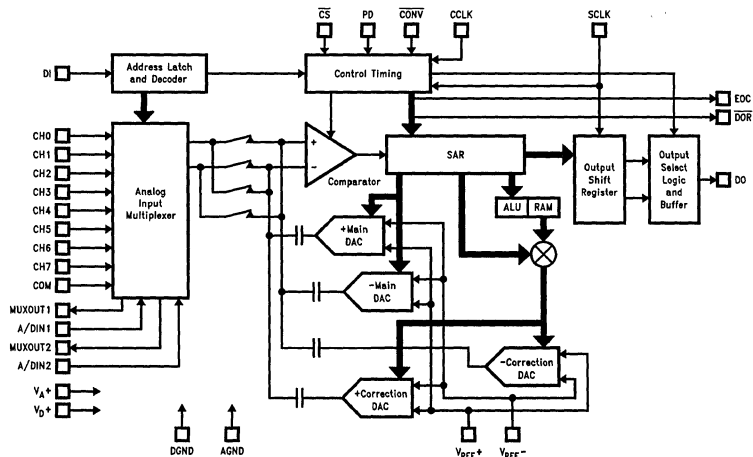 CS PD CONV CCLK SCLK
DI
Address Latch
and Decoder
Control Timing
EOC
DOR
CH0
CH1
CH2
CH3
CH4
CH5
CH6
CH7
COM
MUXOUT1
A/DIN1
MUXOUT2
A/DIN2
VA+
VD+
Analog
Input
Multiplexer
+
-
Comparator
SAR
ALU RAM
Output
Shift
Register
Output
Select
Logic
and
Buffer
DO
+Main
DAC
-Main
DAC
-Correction
DAC
+Correction
DAC
DGND AGND VREF+ VREF-